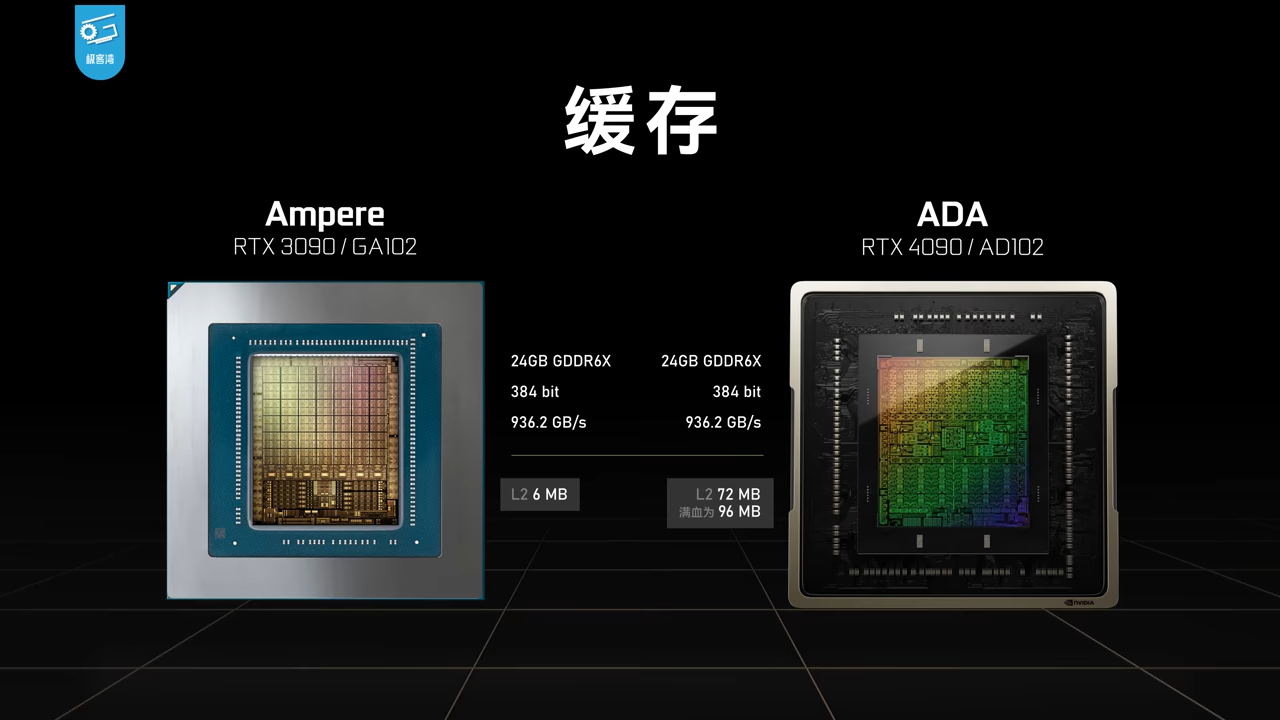 极客湾
缓存
Ampere
RTX 3090 / GA102
ADA
RTX 4090 / AD102
24GB GDDR6X
384 bit
936.2 GB/s
24GB GDDR6X
384 bit
936.2 GB/s
L2 6 MB
L2 72 MB
满血为 96 MB
NVIDIA